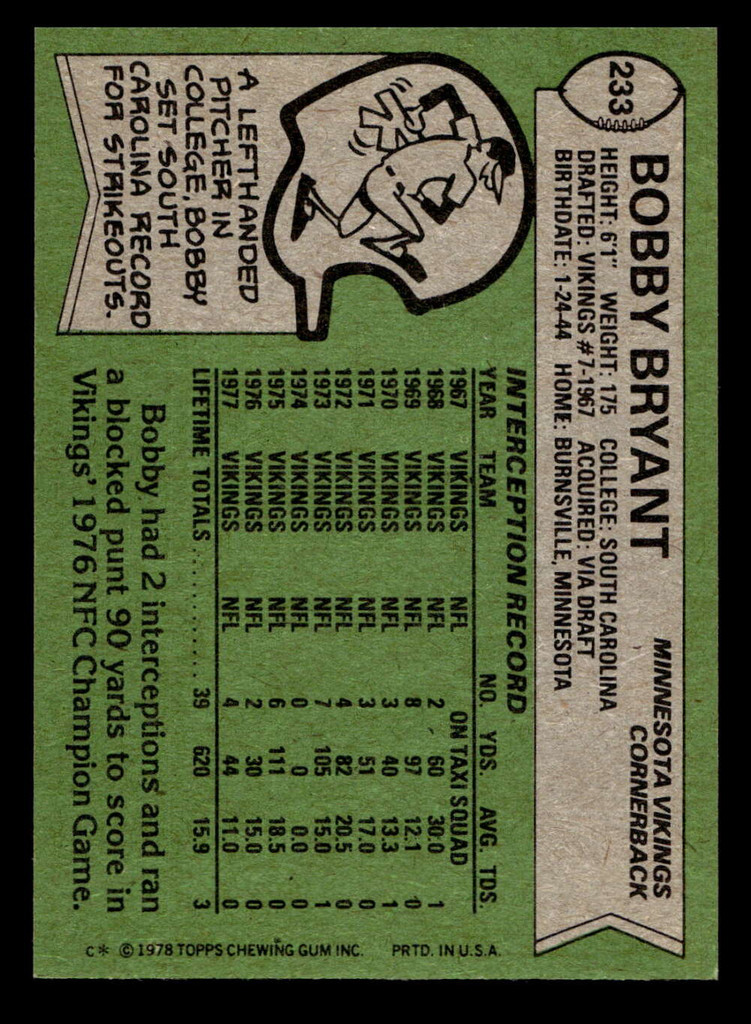 233
BOBBY BRYANT
MINNESOTA VIKINGS
CORNERBACK
HEIGHT: 6'1" WEIGHT: 175 COLLEGE: SOUTH CAROLINA
DRAFTED: VIKINGS #7-1967 ACQUIRED: VIA DRAFT
BIRTHDATE: 1-24-44 HOME: BURNSVILLE, MINNESOTA
A LEFTHANDED
PITCHER IN
COLLEGE, BOBBY
SET SOUTH
CAROLINA RECORD
FOR STRIKEOUTS.
INTERCEPTION RECORD
YEAR TEAM NO. YDS. AVG. TDS.
1967 VIKINGS NFL ON TAXI SQUAD
1968 VIKINGS NFL 2 60 30.0 1
1969 VIKINGS NFL 8 97 12.1 0
1970 VIKINGS NFL 3 40 13.3 1
1971 VIKINGS NFL 3 51 17.0 0
1972 VIKINGS NFL 4 82 20.5 0
1973 VIKINGS NFL 7 105 15.0 1
1974 VIKINGS NFL 0 0 0.0 0
1975 VIKINGS NFL 6 111 18.5 0
1976 VIKINGS NFL 2 30 15.0 0
1977 VIKINGS NFL 4 44 11.0 0
LIFETIME TOTALS ............ 39 620 15.9 3
Bobby had 2 interceptions and ran
a blocked punt 90 yards to score in
Vikings' 1976 NFC Champion Game.
C* © 1978 TOPPS CHEWING GUM INC. PRTD. IN U.S.A.